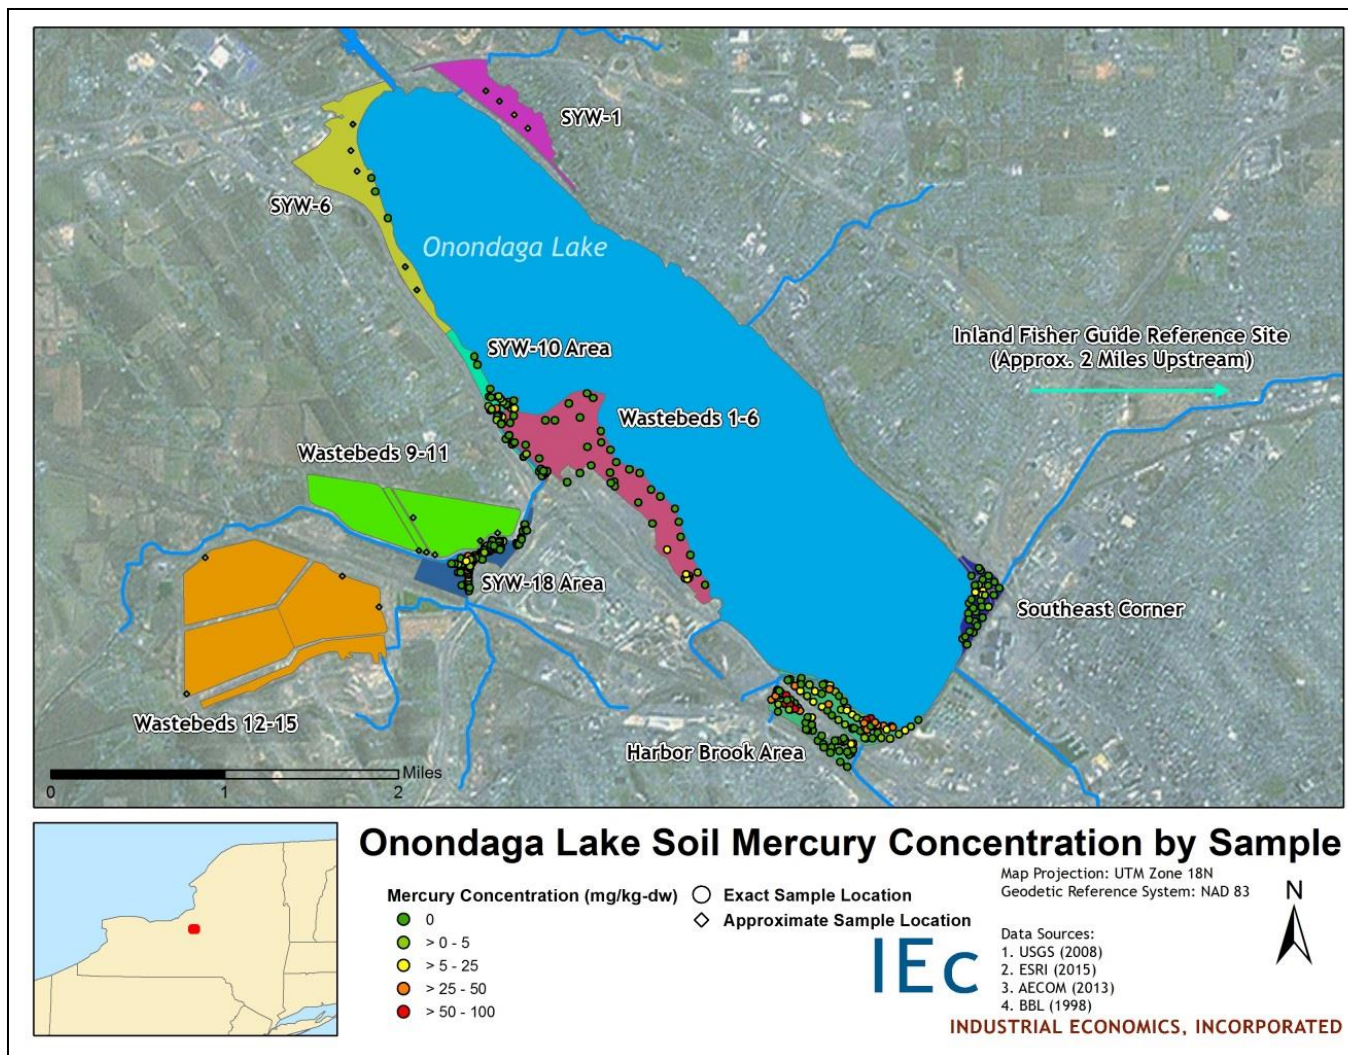 SYW-1
SYW-6
Onondaga Lake
Inland Fisher Guide Reference Site
(Approx. 2 Miles Upstream)
SYW-10 Area
Wastebeds 1-6
Wastebeds 9-11
SYW-18 Area
Southeast Corner
Wastebeds 12-15
Harbor Brook Area
Miles
0 1 2
Onondaga Lake Soil Mercury Concentration by Sample
Mercury Concentration (mg/kg-dw)
0
> 0 - 5
> 5 - 25
> 25 - 50
> 50 - 100
Exact Sample Location
Approximate Sample Location
Map Projection: UTM Zone 18N
Geodetic Reference System: NAD 83
N
Data Sources:
1. USGS (2008)
2. ESRI (2015)
3. AECOM (2013)
4. BBL (1998)
IEc
INDUSTRIAL ECONOMICS, INCORPORATED